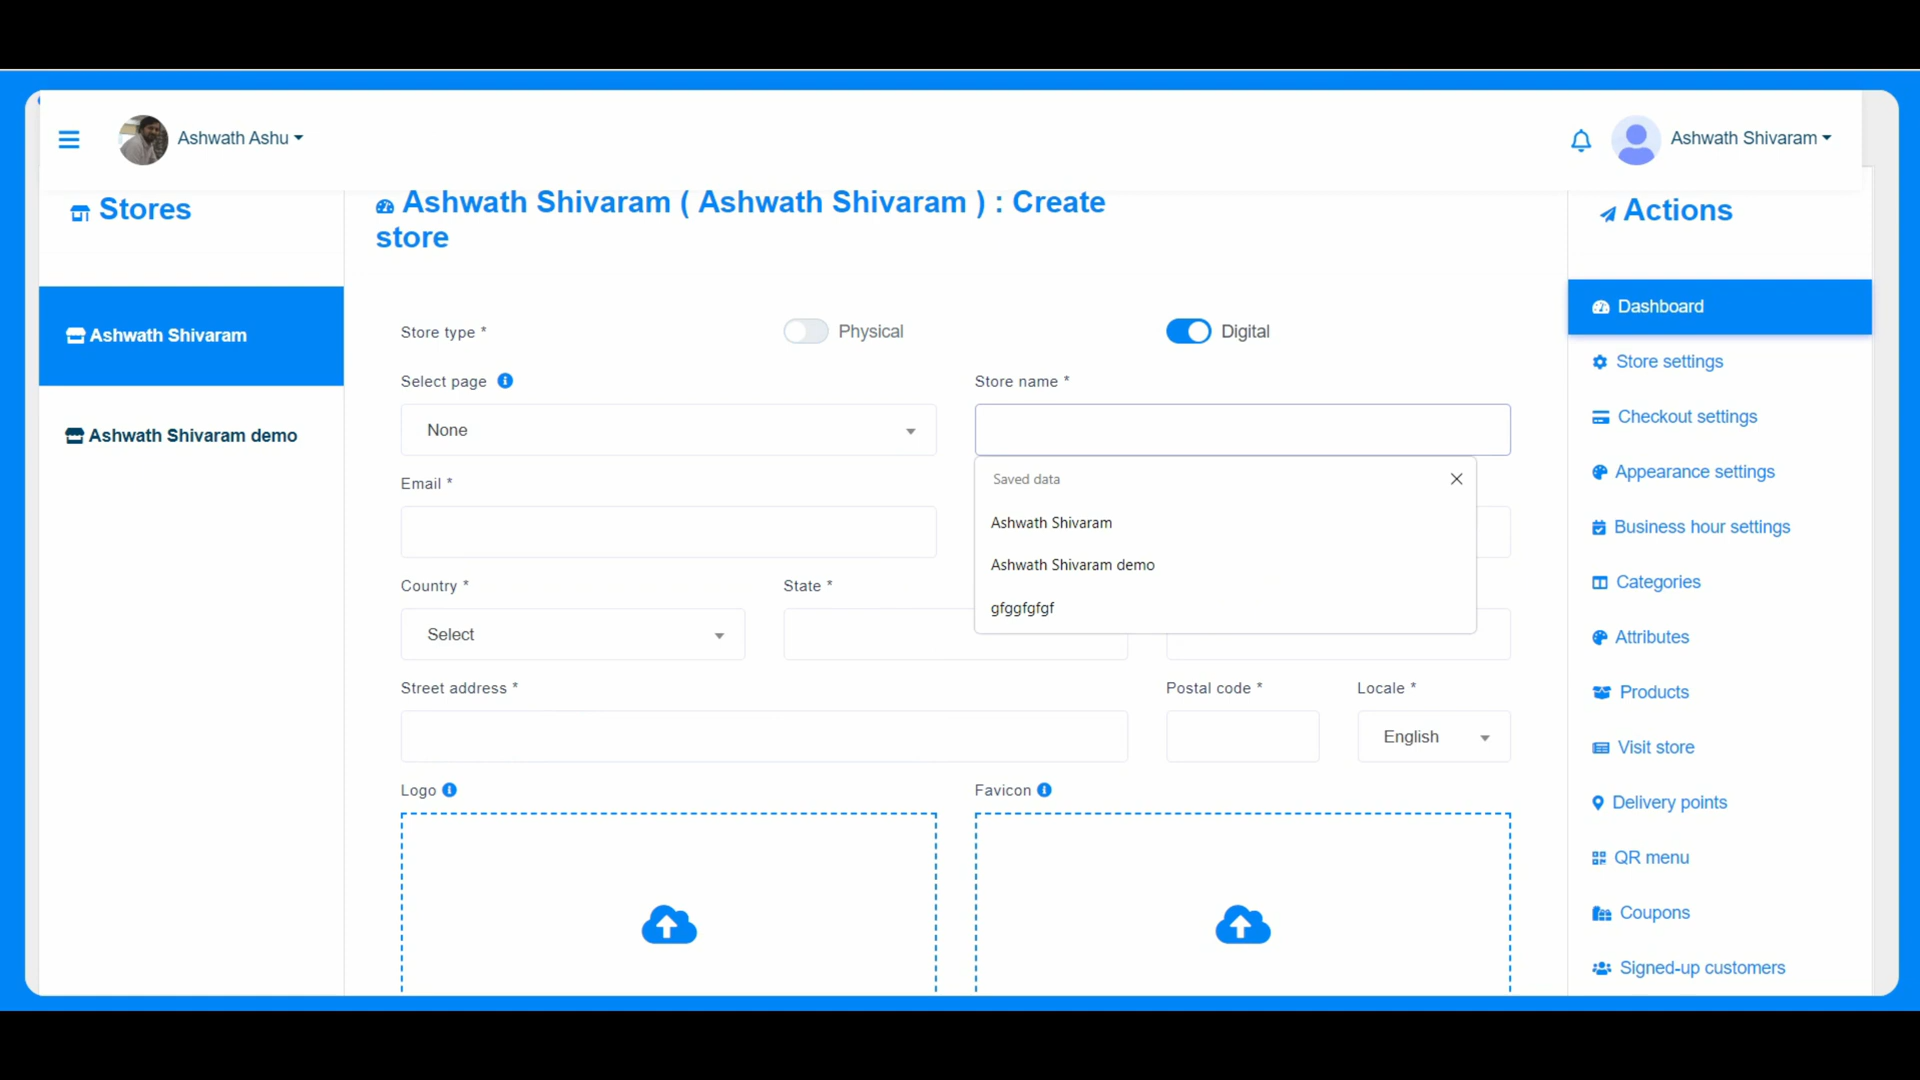 Ashwath Ashu
Ashwath Shivaram
Stores
Ashwath Shivaram
Ashwath Shivaram demo
Ashwath Shivaram ( Ashwath Shivaram ) : Create
store
Store type *
Physical
Digital
Select page
Store name *
None
Saved data
Ashwath Shivaram
Ashwath Shivaram demo
gfggfgfgf
Email *
Country *
State *
Select
Street address *
Postal code *
Locale *
English
Logo
Favicon
Actions
Dashboard
Store settings
Checkout settings
Appearance settings
Business hour settings
Categories
Attributes
Products
Visit store
Delivery points
QR menu
Coupons
Signed-up customers